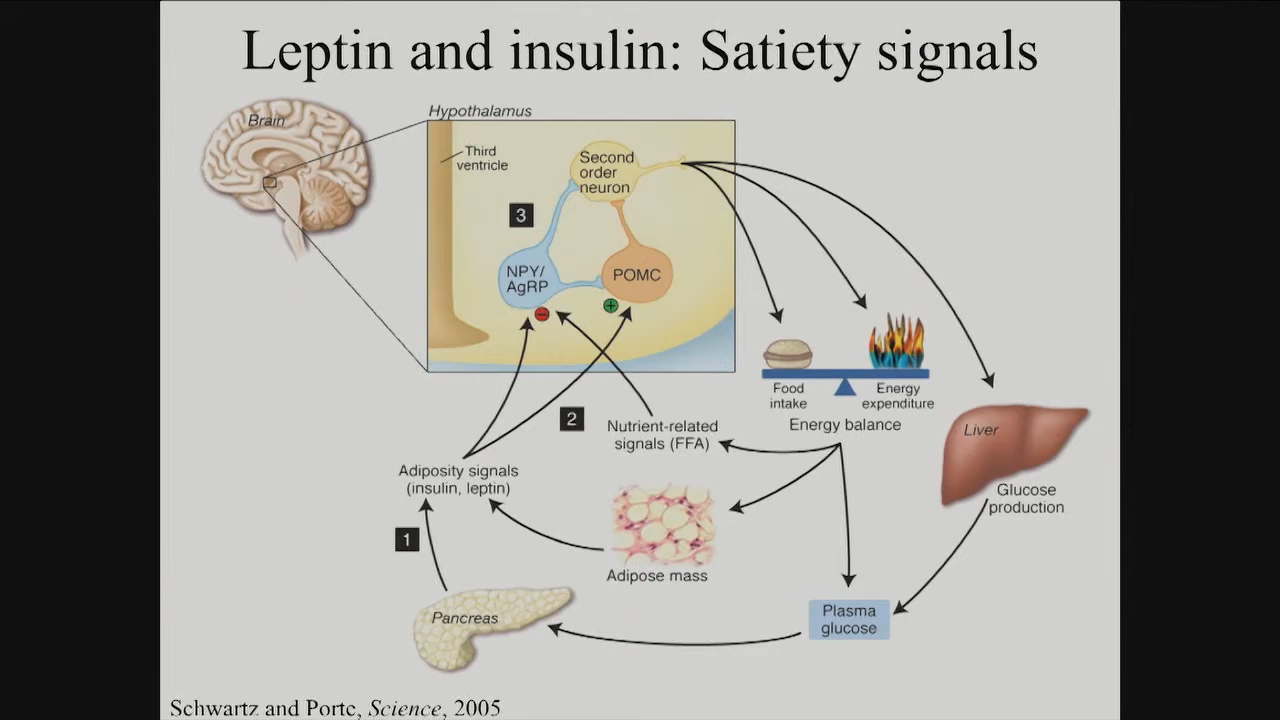 Leptin and insulin: Satiety signals
Brain
Hypothalamus
Third
ventricle
Second
order
neuron
3
NPY/
AgRP
POMC
Food
intake
Energy
expenditure
Energy balance
Liver
Glucose
production
2
Nutrient-related
signals (FFA)
Adiposity signals
(insulin, leptin)
1
Adipose mass
Pancreas
Plasma
glucose
Schwartz and Porte, Science, 2005